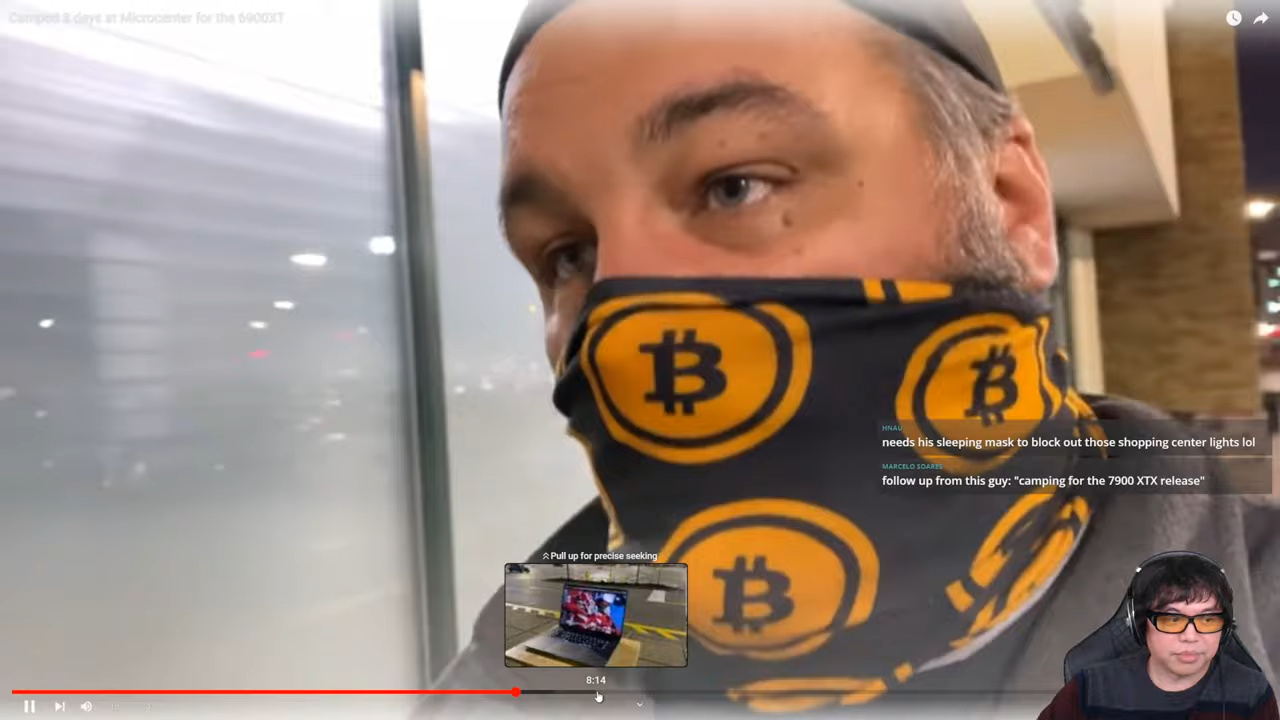 Camped 3 days at Microcenter for the 6900XT
HNAU
needs his sleeping mask to block out those shopping center lights lol
MARCELO SOARES
follow up from this guy: "camping for the 7900 XTX release"
Pull up for precise seeking
8:14